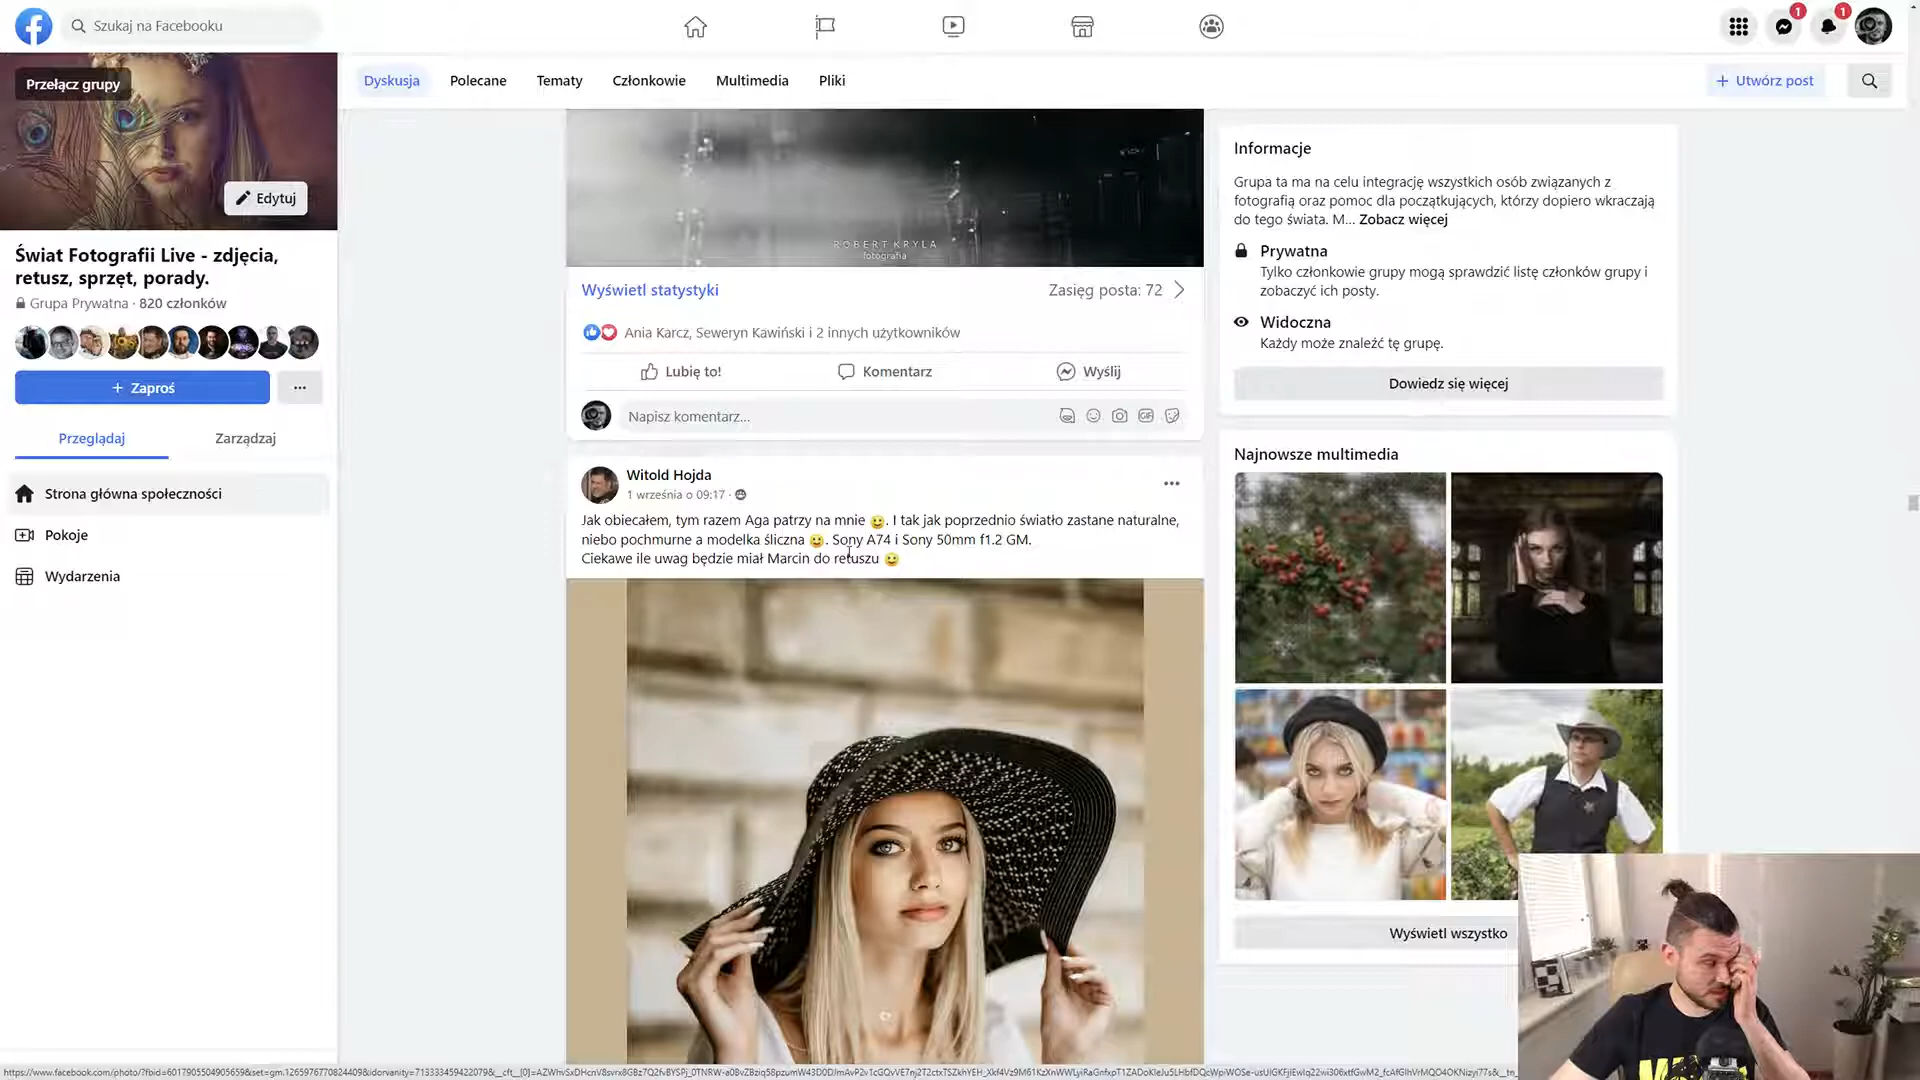 Szukaj na Facebooku
1
1
Przełącz grupy
Edytuj
Świat Fotografii Live - zdjęcia,
retusz, sprzęt, porady.
Grupa Prywatna · 820 członków
+ Zaproś
...
Przeglądaj
Zarządzaj
Strona główna społeczności
Pokoje
Wydarzenia
Dyskusja
Polecane
Tematy
Członkowie
Multimedia
Pliki
+ Utwórz post
ROBERT KRYLA
fotografia
Wyświetl statystyki
Zasięg posta: 72
Ania Karcz, Seweryn Kawiński i 2 innych użytkowników
Lubię to!
Komentarz
Wyślij
Napisz komentarz...
GIF
Witold Hojda
1 września o 09:17 ·
Jak obiecałem, tym razem Aga patrzy na mnie 😉. I tak jak poprzednio światło zastane naturalne,
niebo pochmurne a modelka śliczna 😉. Sony A74 i Sony 50mm f1.2 GM.
Ciekawe ile uwag będzie miał Marcin do retuszu 😉
Informacje
Grupa ta ma na celu integrację wszystkich osób związanych z
fotografią oraz pomoc dla początkujących, którzy dopiero wkraczają
do tego świata. M... Zobacz więcej
Prywatna
Tylko członkowie grupy mogą sprawdzić listę członków grupy i
zobaczyć ich posty.
Widoczna
Każdy może znaleźć tę grupę.
Dowiedz się więcej
Najnowsze multimedia
Wyświetl wszystko